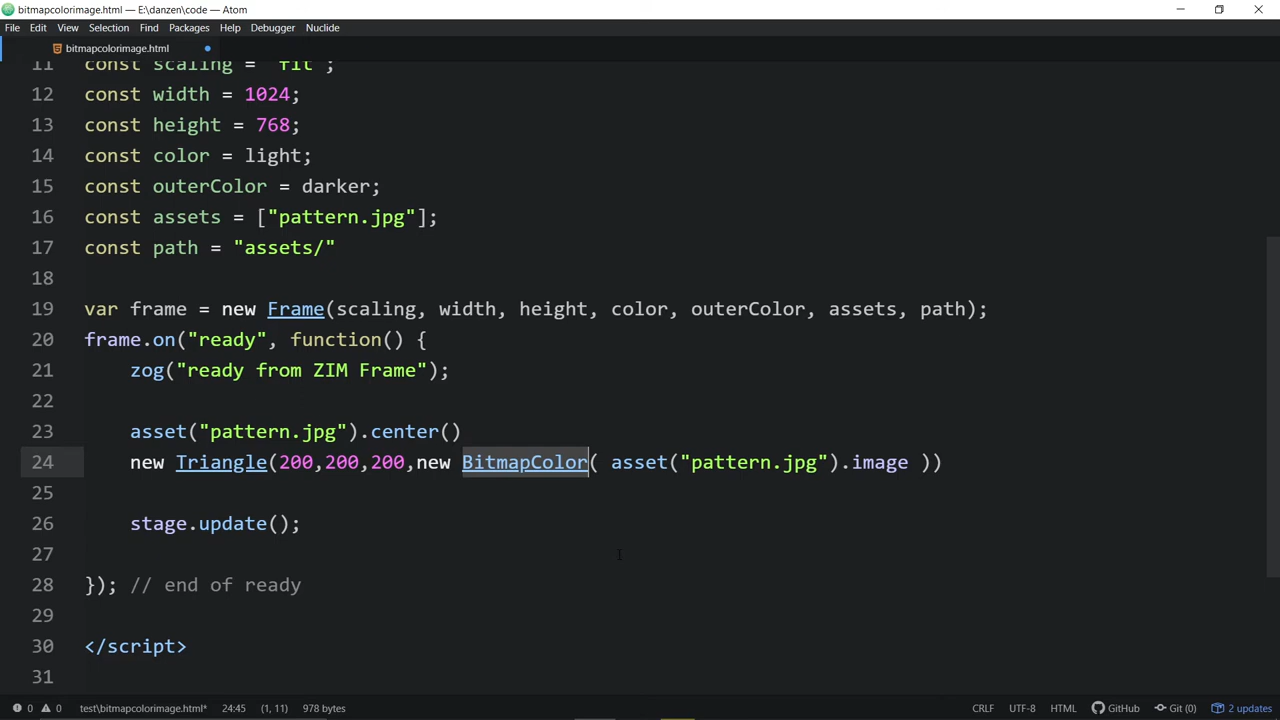 bitmapcolorimage.html — E:\danzen\code — Atom
File Edit View Selection Find Packages Help Debugger Nuclide
bitmapcolorimage.html
11 const scaling = "fit";
12 const width = 1024;
13 const height = 768;
14 const color = light;
15 const outerColor = darker;
16 const assets = ["pattern.jpg"];
17 const path = "assets/"
18
19 var frame = new Frame(scaling, width, height, color, outerColor, assets, path);
20 frame.on("ready", function() {
21 zog("ready from ZIM Frame");
22
23 asset("pattern.jpg").center()
24 new Triangle(200,200,200,new BitmapColor( asset("pattern.jpg").image ))
25
26 stage.update();
27
28 }); // end of ready
29
30 </script>
31
0 0 test\bitmapcolorimage.html* 24:45 (1, 11) 978 bytes CRLF UTF-8 HTML GitHub Git (0) 2 updates